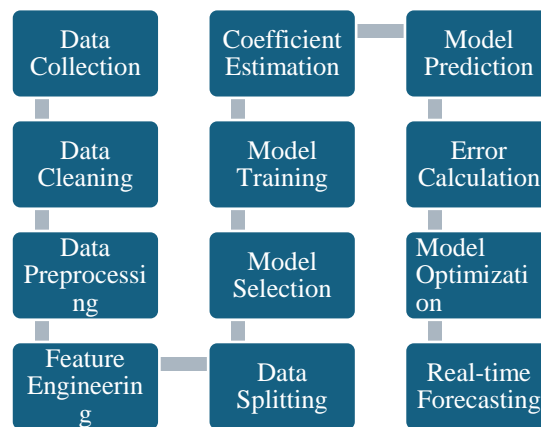 Data
Collection
Data
Cleaning
Data
Preprocessi
ng
Feature
Engineerin
g
Data
Splitting
Model
Selection
Model
Training
Coefficient
Estimation
Model
Prediction
Error
Calculation
Model
Optimizati
on
Real-time
Forecasting